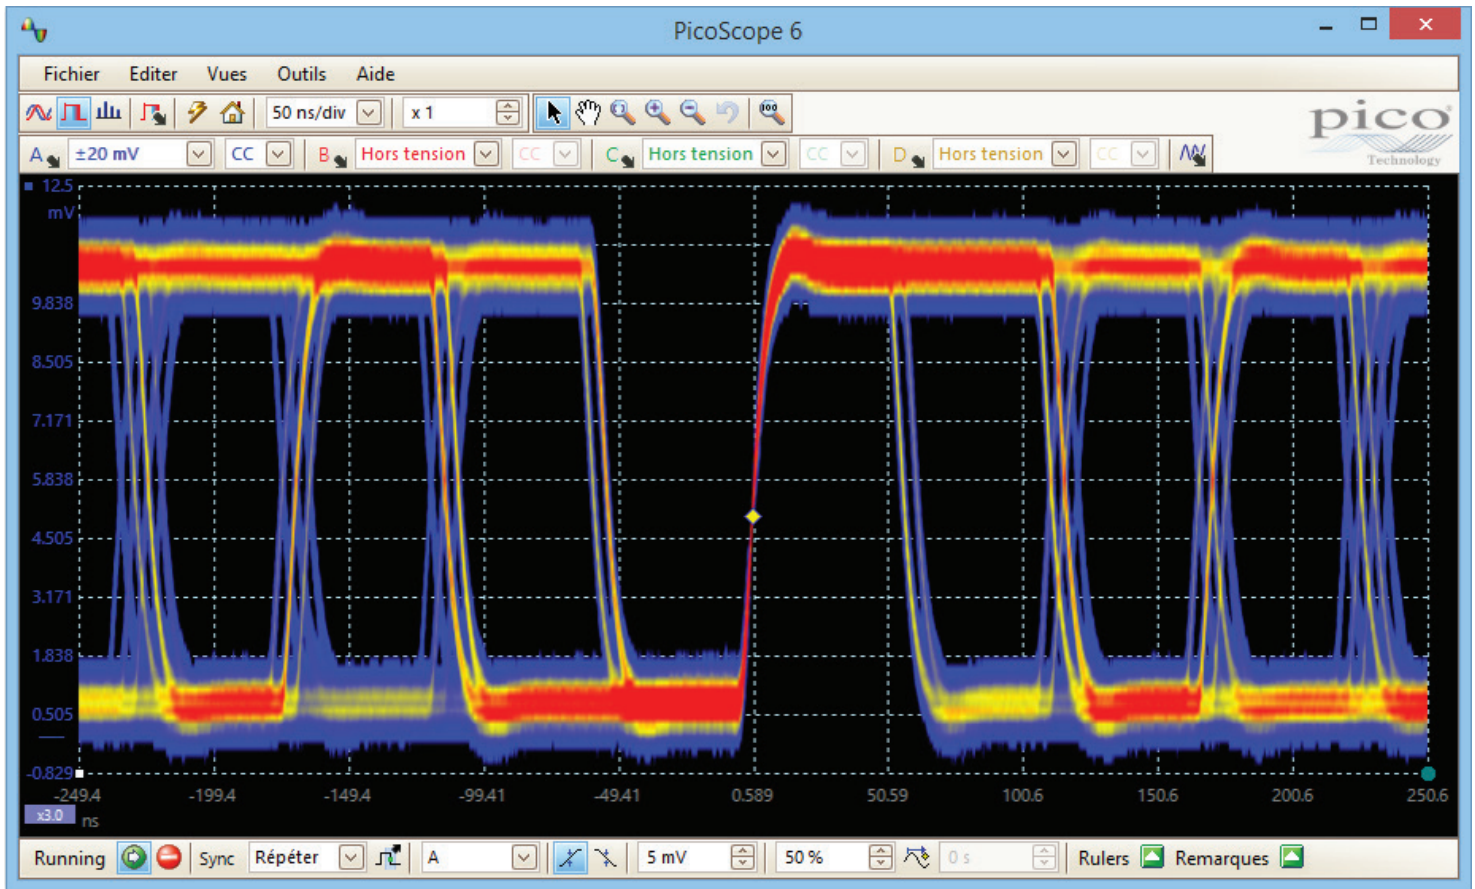 PicoScope 6
Fichier Editer Vues Outils Aide
50 ns/div x 1
pico
Technology
A ±20 mV CC B Hors tension CC C Hors tension CC D Hors tension CC
12.5
mV
9.838
8.505
7.171
5.838
4.505
3.171
1.838
0.505
-0.829
-249.4 -199.4 -149.4 -99.41 -49.41 0.589 50.59 100.6 150.6 200.6 250.6
x3.0 ns
Running Sync Répéter A 5 mV 50 % 0 s Rulers Remarques